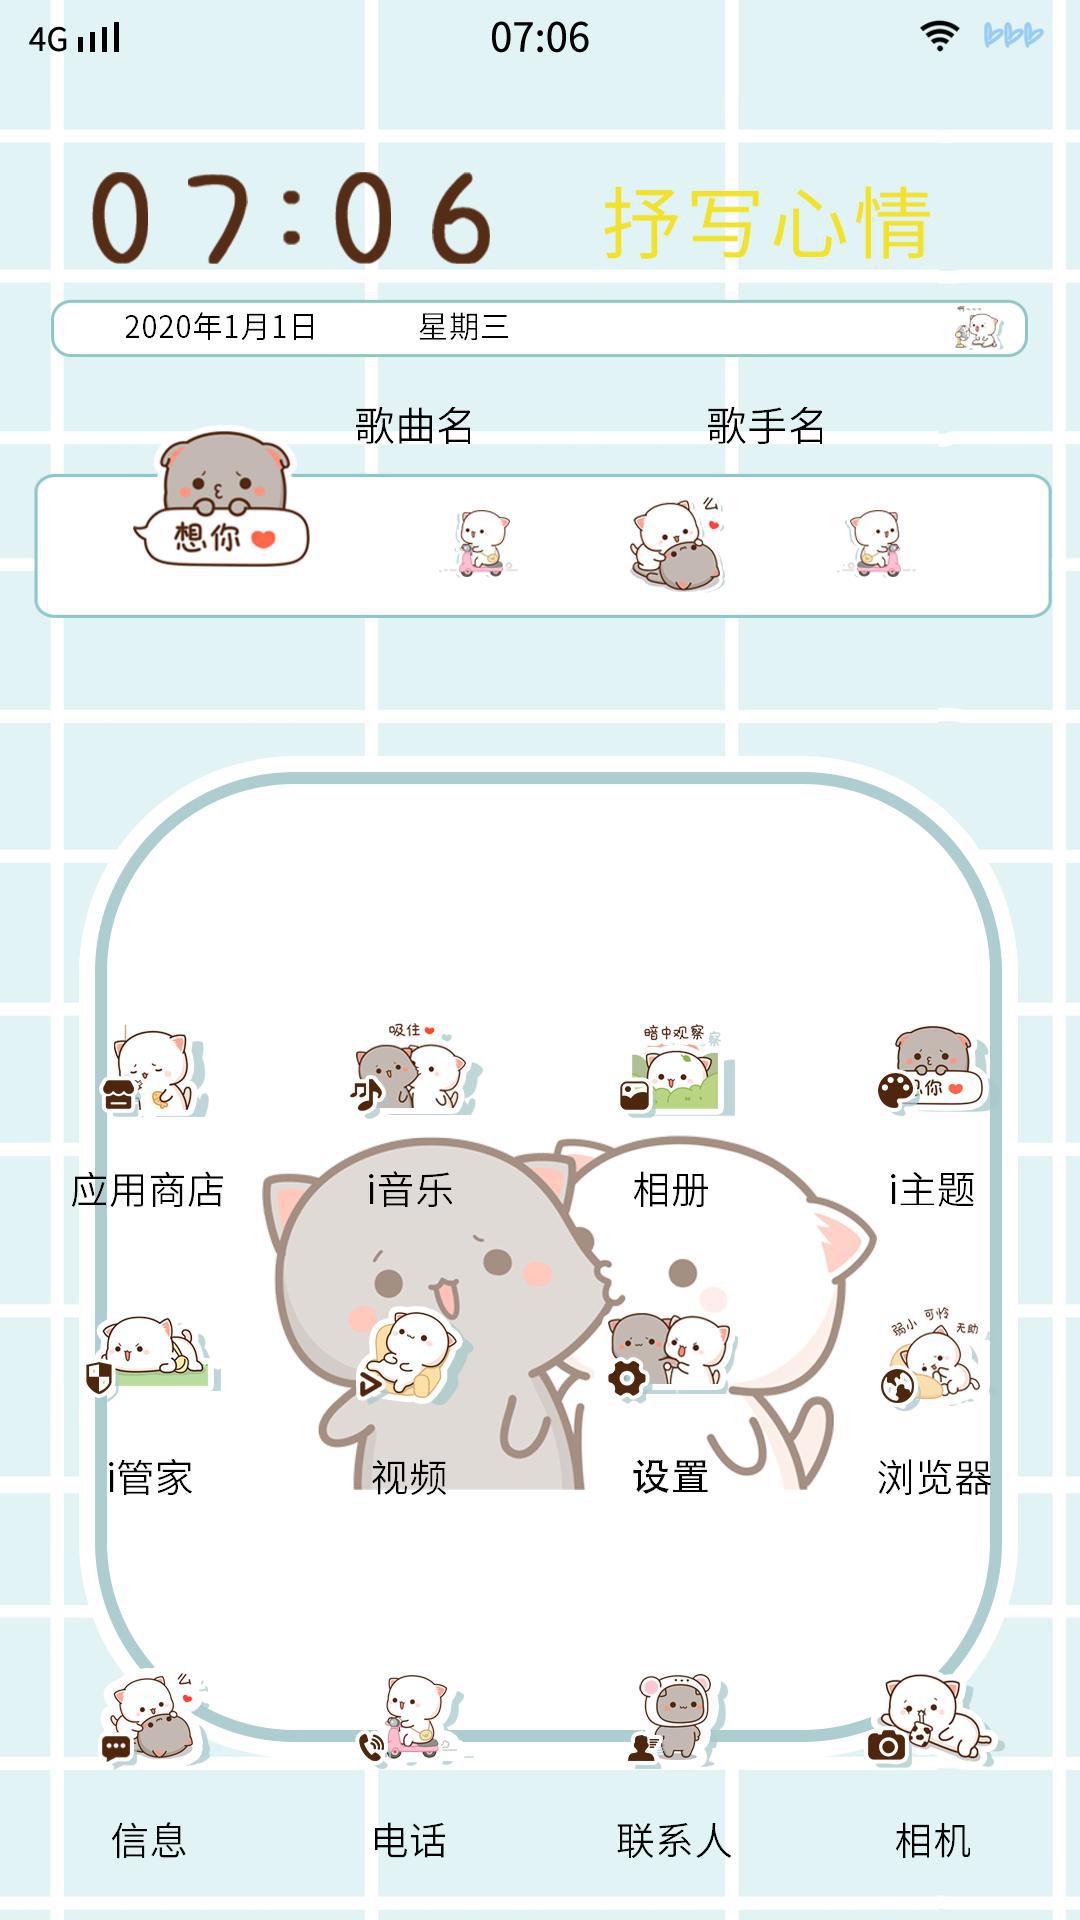 4G 07:06
07:06 抒写心情
2020年1月1日 星期三
歌曲名 歌手名
想你
么
吸住
暗中观察
你
应用商店 i音乐 相册 i主题
弱小 可怜 无助
i管家 视频 设置 浏览器
么
信息 电话 联系人 相机